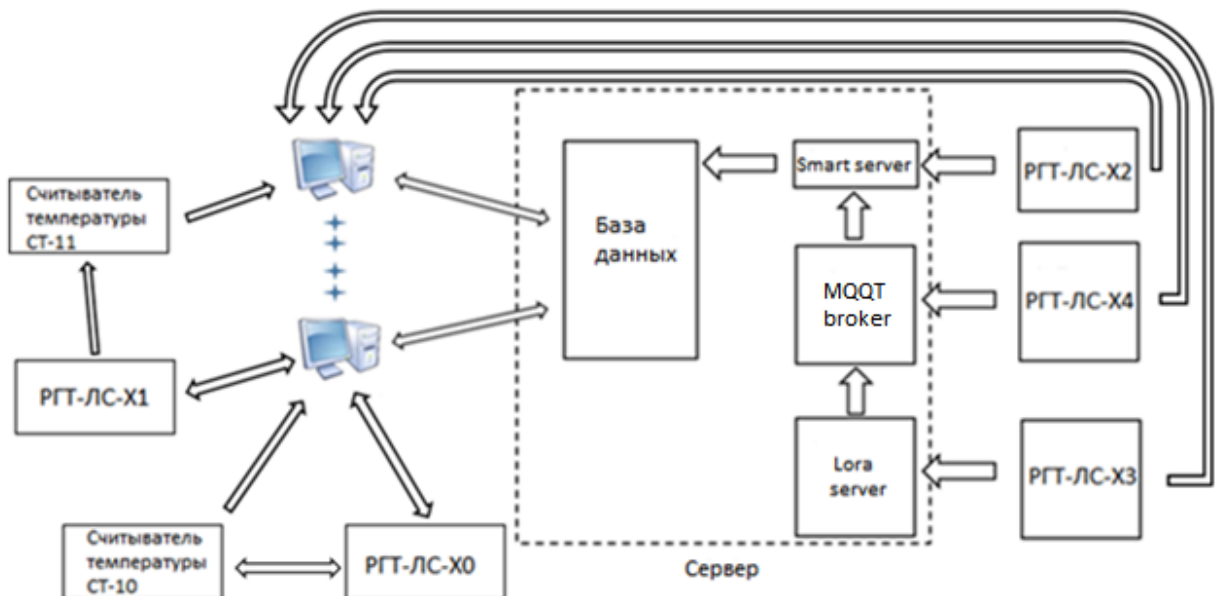 Считыватель
температуры
СТ-11
РГТ-ЛС-Х1
Считыватель
температуры
СТ-10
РГТ-ЛС-Х0
База
данных
Smart server
MQQT
broker
Lora
server
Сервер
РГТ-ЛС-Х2
РГТ-ЛС-Х4
РГТ-ЛС-Х3